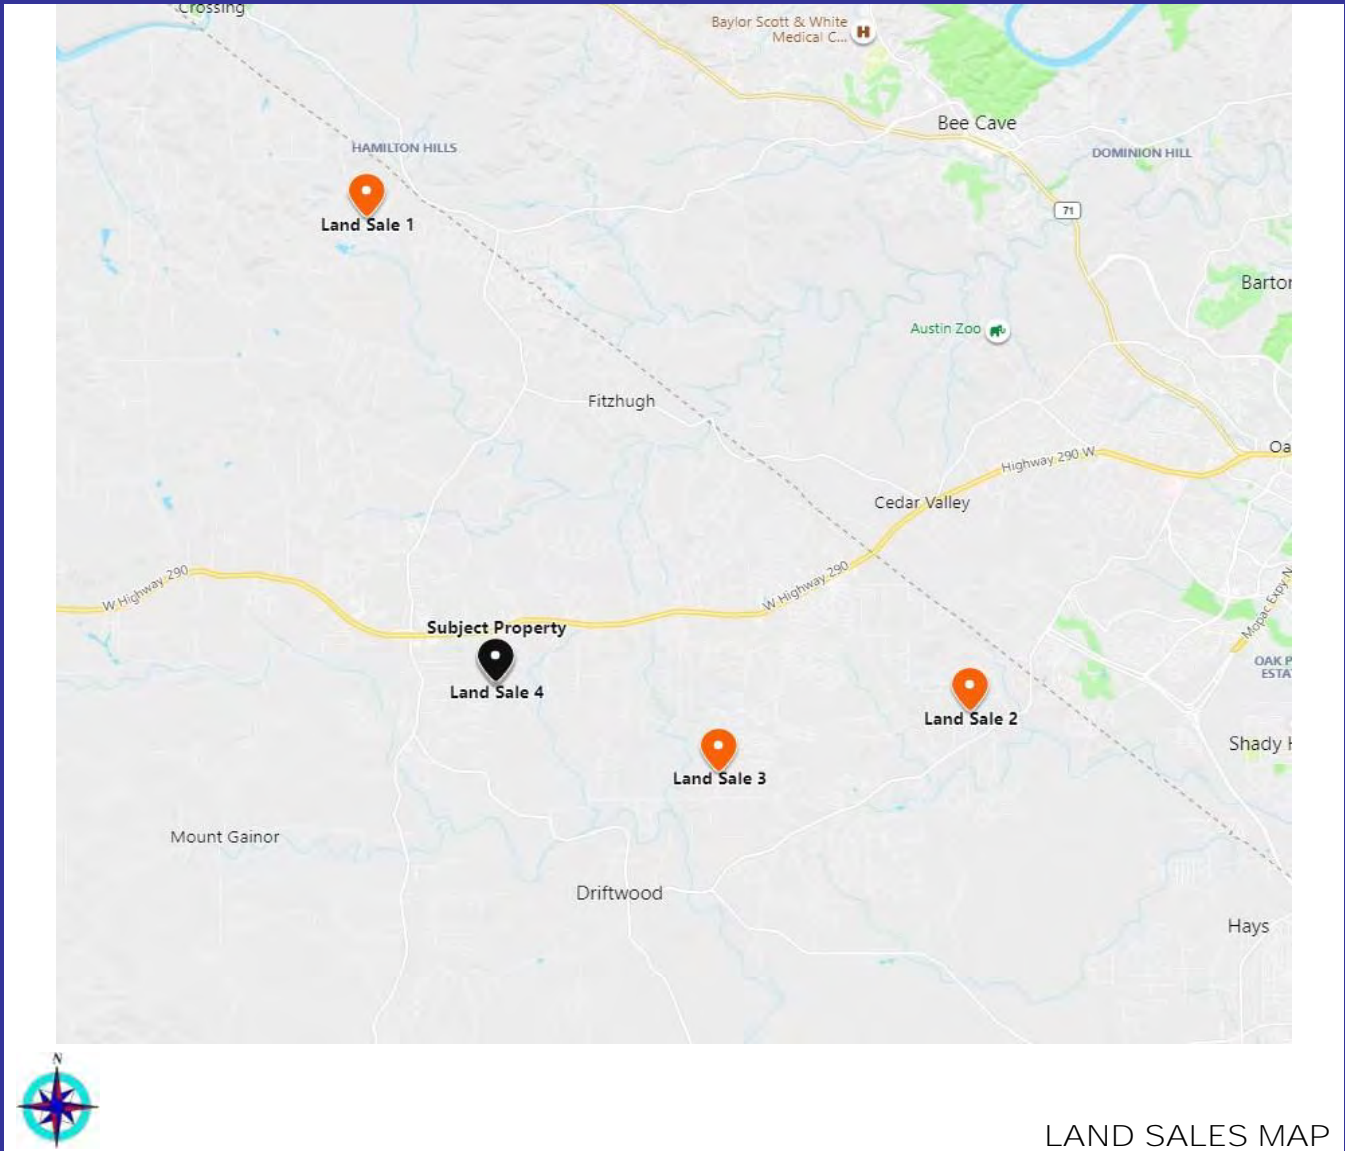 Crossing
Baylor Scott & White
Medical C...
H
Bee Cave
HAMILTON HILLS
DOMINION HILL
Land Sale 1
71
Barton
Austin Zoo
Fitzhugh
Highway 290 W
Oa
Cedar Valley
W Highway 290
W Highway 290
Mopac Expy N
Subject Property
Land Sale 4
OAK P
ESTA
Land Sale 2
Shady H
Land Sale 3
Mount Gainor
Driftwood
Hays
N
LAND SALES MAP